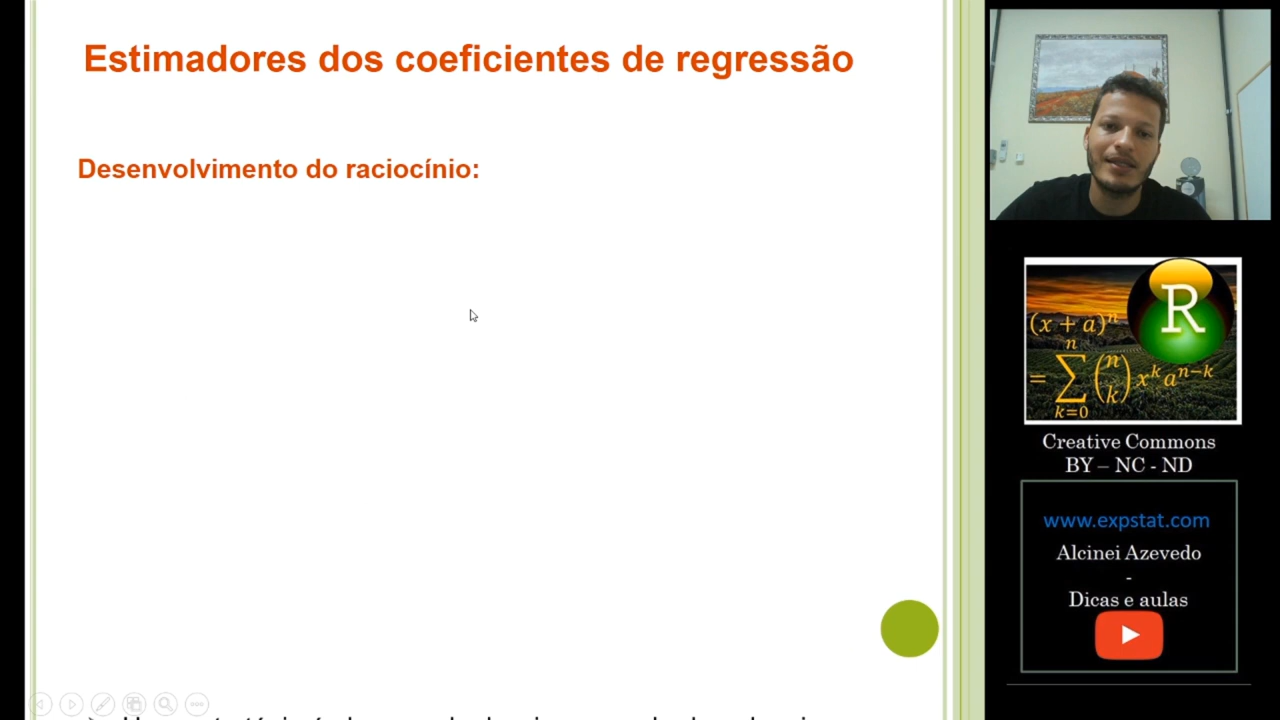 Estimadores dos coeficientes de regressão
Desenvolvimento do raciocínio:
(x + a)^n
= ∑ (n k) x^k a^{n−k}
n
k=0
R
Creative Commons
BY – NC - ND
www.expstat.com
Alcinei Azevedo
-
Dicas e aulas